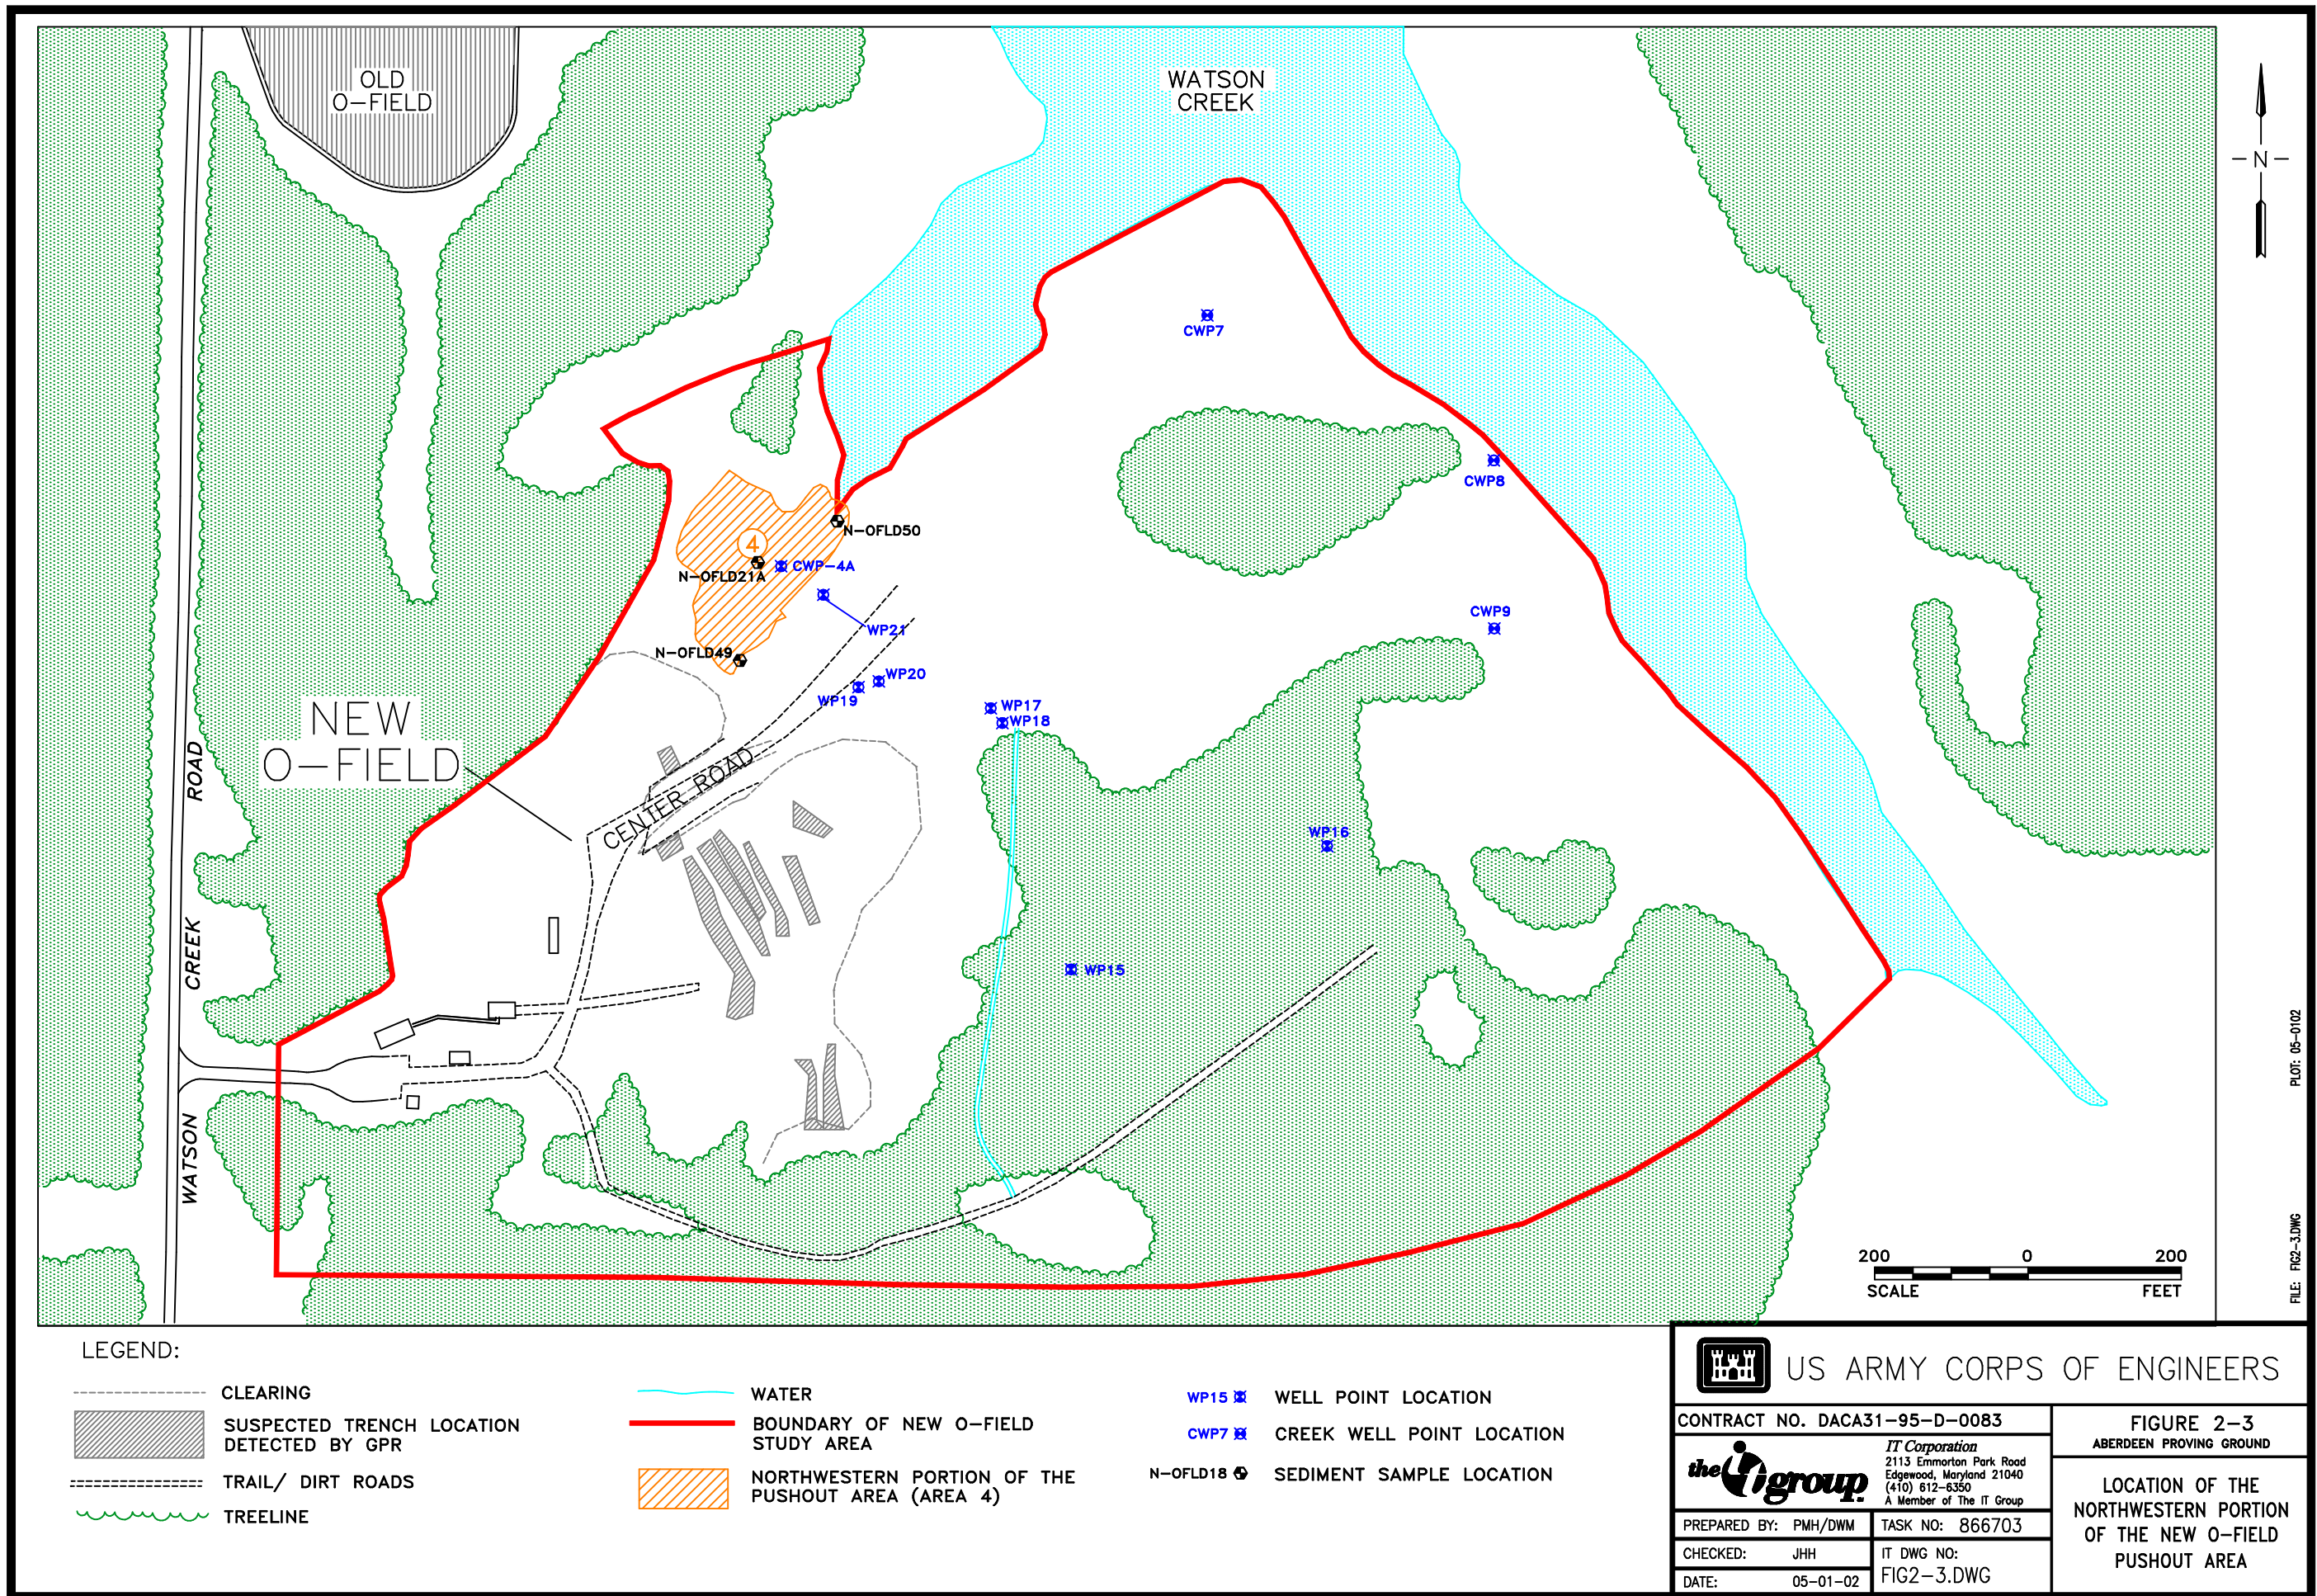 OLD
O-FIELD
WATSON
CREEK
-N-
CWP7
CWP8
N-OFLD50
4
CWP-4A
N-OFLD21A
CWP9
WP21
N-OFLD49
WP20
WP19
NEW
O-FIELD
WP17
WP18
CENTER ROAD
WP16
WP15
WATSON CREEK ROAD
200 0 200
SCALE FEET
PLOT: 05-0102
FILE: FIG2-3.DWG
LEGEND:
CLEARING
SUSPECTED TRENCH LOCATION
DETECTED BY GPR
TRAIL/ DIRT ROADS
TREELINE
WATER
BOUNDARY OF NEW O-FIELD
STUDY AREA
NORTHWESTERN PORTION OF THE
PUSHOUT AREA (AREA 4)
WP15 WELL POINT LOCATION
CWP7 CREEK WELL POINT LOCATION
N-OFLD18 SEDIMENT SAMPLE LOCATION
US ARMY CORPS OF ENGINEERS
CONTRACT NO. DACA31-95-D-0083
the it group
IT Corporation
2113 Emmorton Park Road
Edgewood, Maryland 21040
(410) 612-6350
A Member of The IT Group
PREPARED BY: PMH/DWM
TASK NO: 866703
CHECKED: JHH
IT DWG NO:
FIG2-3.DWG
DATE: 05-01-02
FIGURE 2-3
ABERDEEN PROVING GROUND
LOCATION OF THE
NORTHWESTERN PORTION
OF THE NEW O-FIELD
PUSHOUT AREA